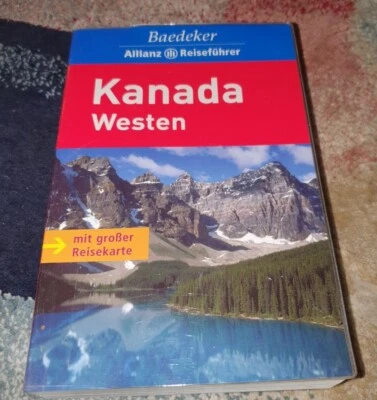 Baedeker
Allianz Reiseführer
Kanada
Westen
mit großer
Reisekarte